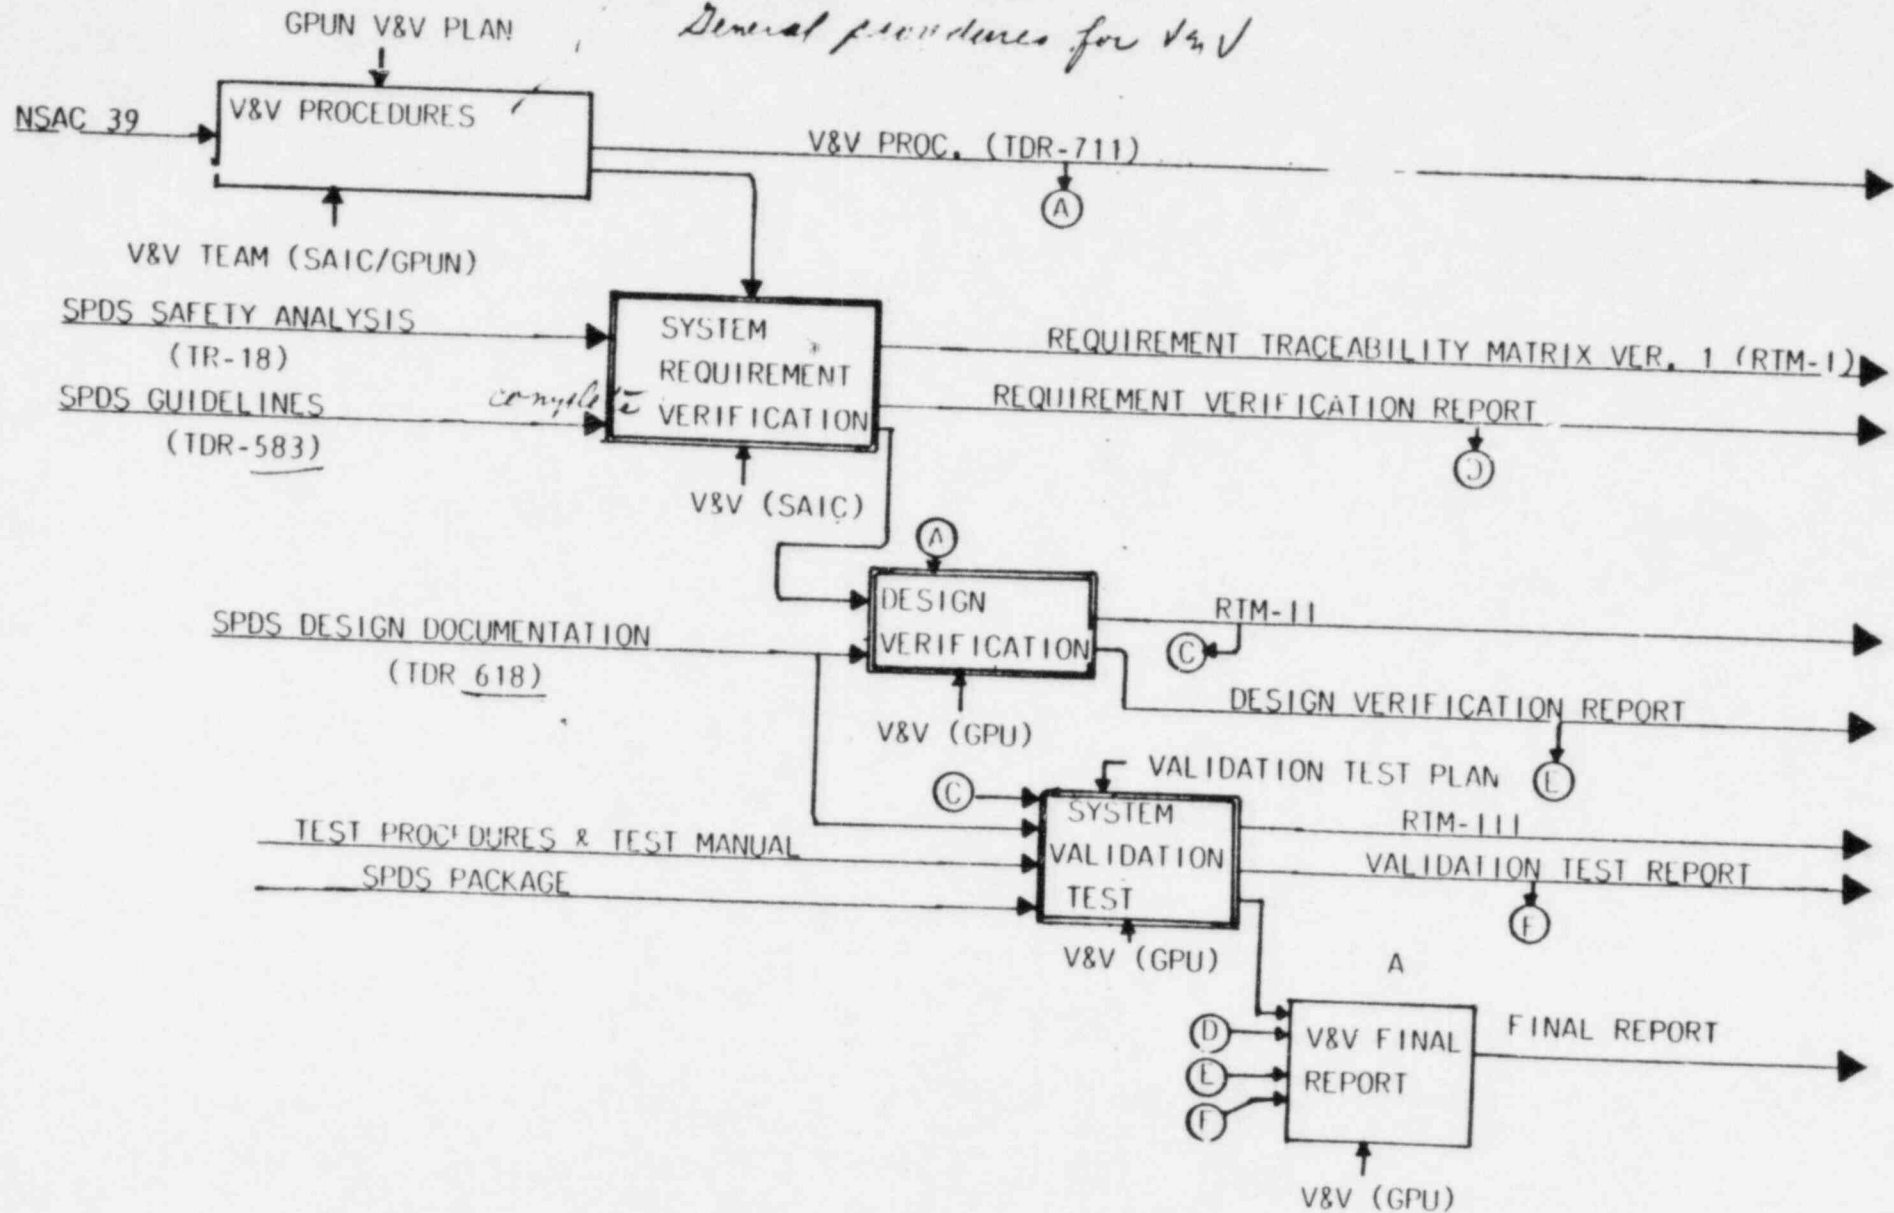 GPUN V&V PLAN
General procedures for V&V
NSAC 39
V&V PROCEDURES
V&V PROC. (TDR-711)
A
V&V TEAM (SAIC/GPUN)
SPDS SAFETY ANALYSIS
(TR-18)
SPDS GUIDELINES
(TDR-583)
complete
SYSTEM
REQUIREMENT
VERIFICATION
REQUIREMENT TRACEABILITY MATRIX VER. 1 (RTM-I)
REQUIREMENT VERIFICATION REPORT
D
V&V (SAIC)
A
DESIGN
VERIFICATION
RTM-II
C
SPDS DESIGN DOCUMENTATION
(TDR 618)
DESIGN VERIFICATION REPORT
E
V&V (GPU)
VALIDATION TEST PLAN
C
SYSTEM
VALIDATION
TEST
RTM-III
TEST PROCEDURES & TEST MANUAL
VALIDATION TEST REPORT
SPDS PACKAGE
F
V&V (GPU)
A
D
E
F
V&V FINAL
REPORT
FINAL REPORT
V&V (GPU)